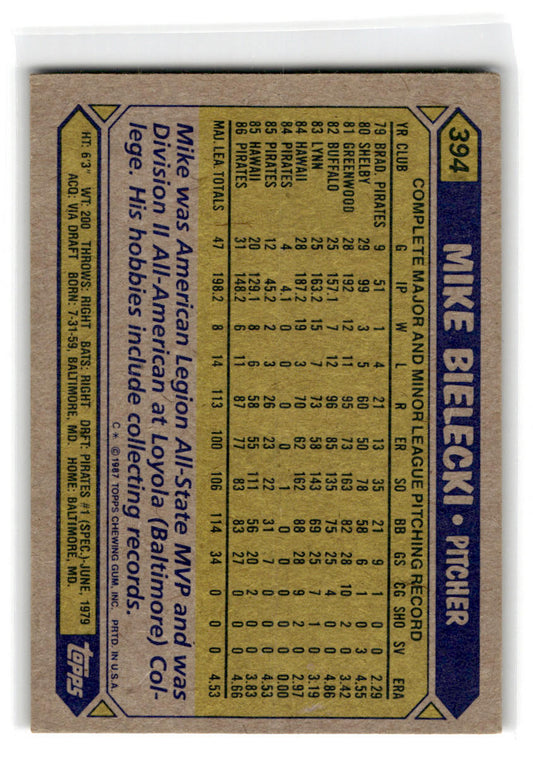 394
MIKE BIELECKI • PITCHER
COMPLETE MAJOR AND MINOR LEAGUE PITCHING RECORD
YR CLUB G IP W L R ER SO BB GS CG SHO SV ERA
79 BRAD. PIRATES 9 51 1 4 21 13 35 21 9 1 0 0 2.29
80 SHELBY 29 99 3 5 60 50 78 58 6 1 0 0 4.55
81 GREENWOOD 28 192 12 11 95 73 163 82 28 10 2 0 3.42
82 BUFFALO 25 157.1 7 12 96 85 135 75 25 4 0 0 4.86
83 LYNN 25 163.2 15 7 73 58 143 69 25 7 1 0 3.19
84 HAWAII 28 187.2 19 3 70 62 162 88 28 9 2 0 2.97
84 PIRATES 4 4.1 0 0 0 0 1 0 0 0 0 0 0.00
85 PIRATES 12 45.2 2 3 26 23 22 31 7 0 0 0 4.53
85 HAWAII 20 129.1 8 6 58 55 111 56 20 2 1 0 3.83
86 PIRATES 31 148.2 6 11 87 77 83 83 27 0 0 0 4.66
MAJ. LEA. TOTALS 47 198.2 8 14 113 100 106 114 34 0 0 0 4.53
Mike was American Legion All-State MVP and was
Division II All-American at Loyola (Baltimore) Col-
lege. His hobbies include collecting records.
C* ©1987 TOPPS CHEWING GUM, INC. PRTD. IN U.S.A.
HT: 6'3" WT: 200 THROWS: RIGHT BATS: RIGHT DRFT: PIRATES #1 (SPEC.)-JUNE, 1979
ACQ: VIA DRAFT BORN: 7-31-59, BALTIMORE, MD. HOME: BALTIMORE, MD.
TOPPS